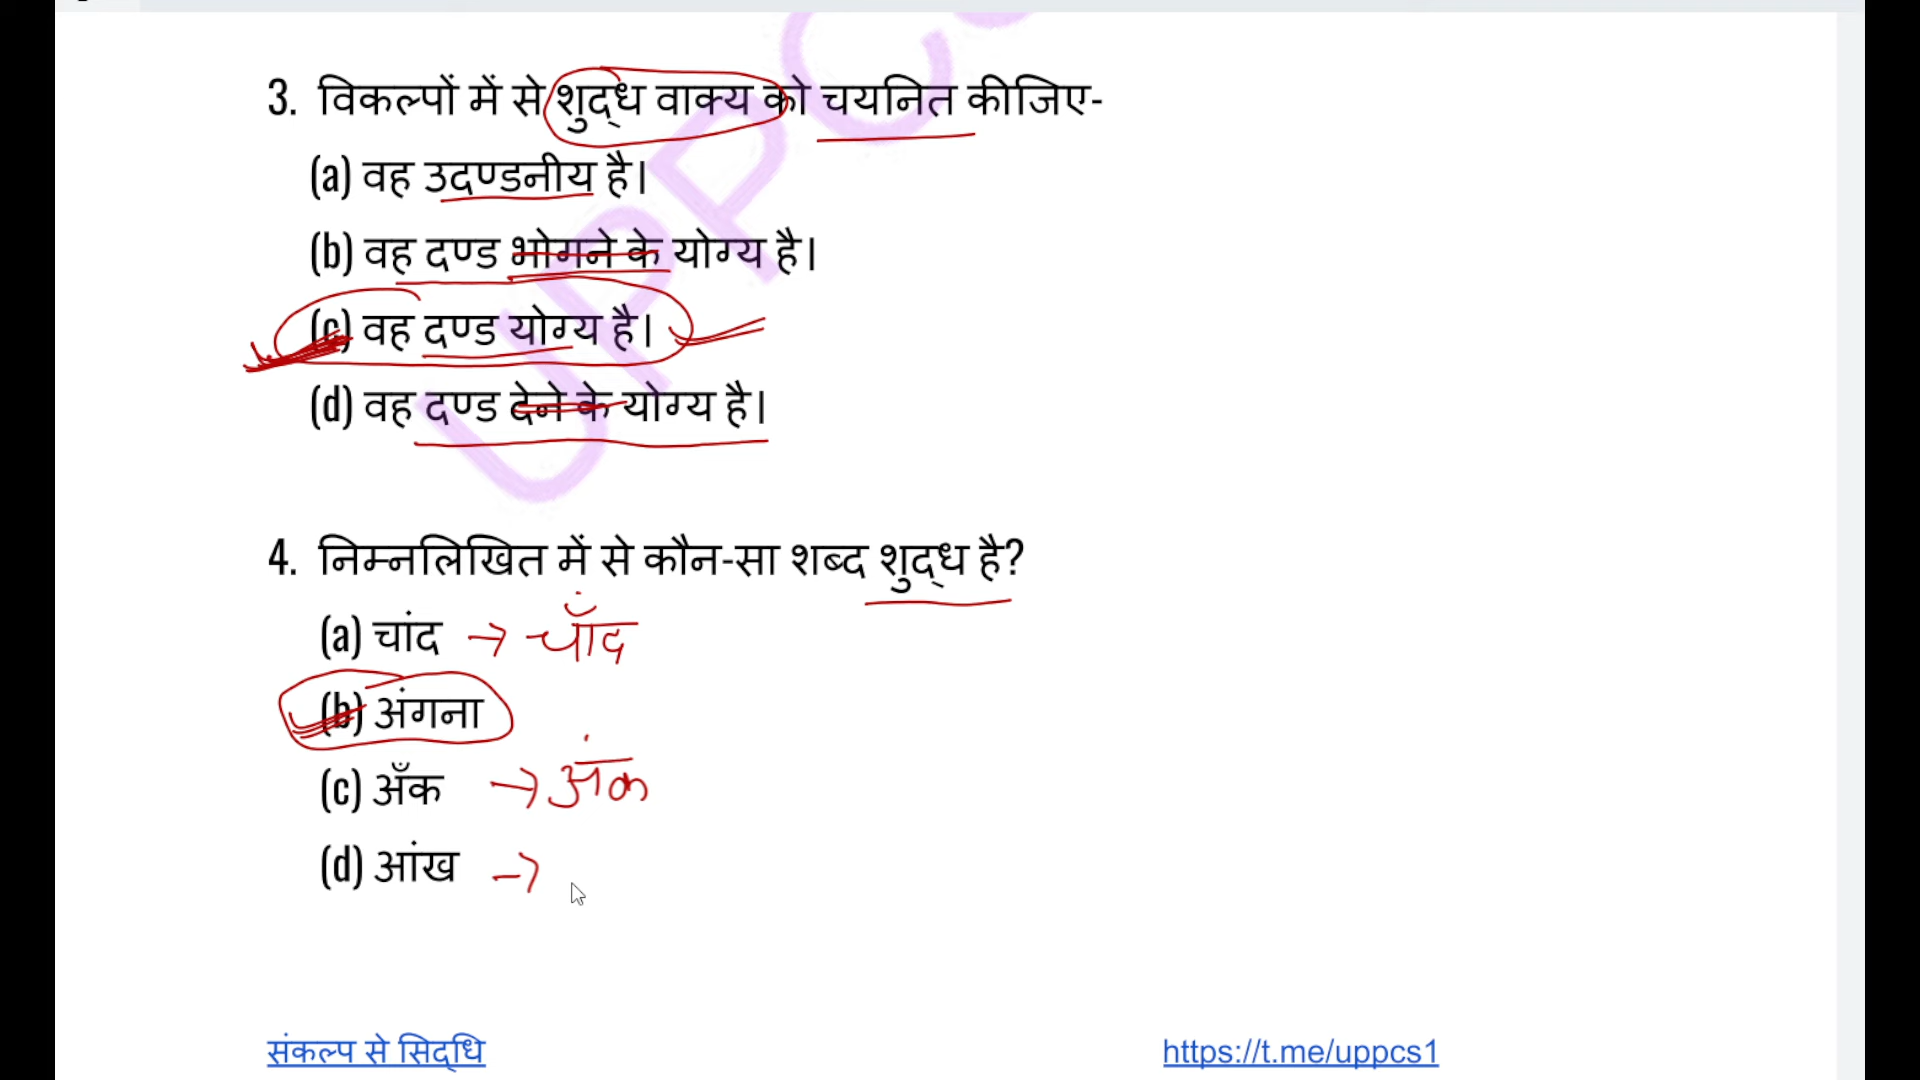 3. विकल्पों में से शुद्ध वाक्य को चयनित कीजिए-
(a) वह उदण्डनीय है।
(b) वह दण्ड भोगने के योग्य है।
(c) वह दण्ड योग्य है।
(d) वह दण्ड देने के योग्य है।
4. निम्नलिखित में से कौन-सा शब्द शुद्ध है?
(a) चांद → चाँद
(b) अंगना
(c) अँक → अंक
(d) आंख →
संकल्प से सिद्धि https://t.me/uppcs1
UPPCS